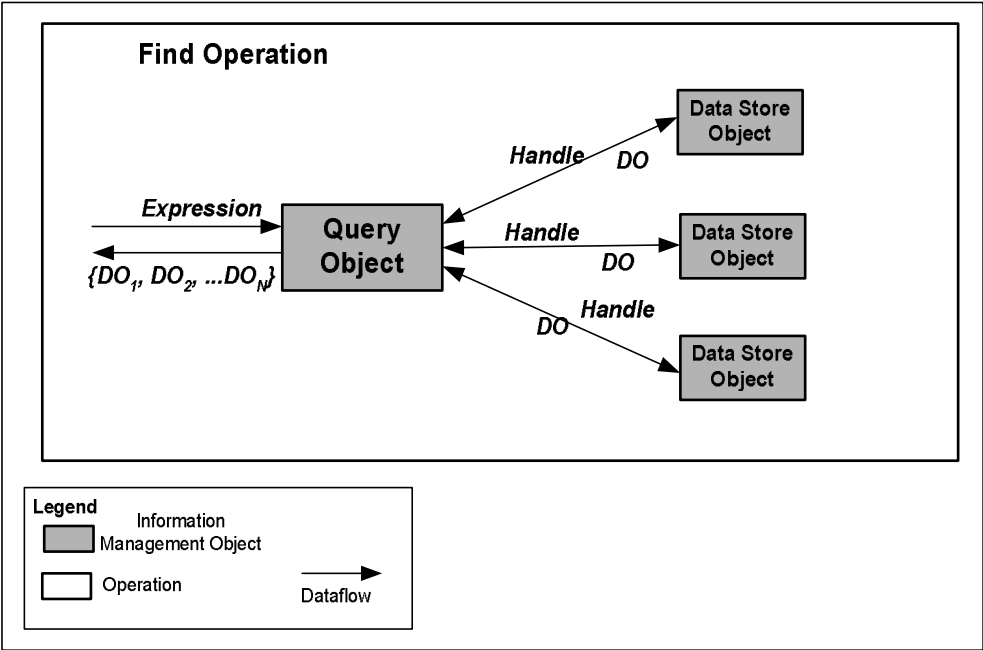 Find Operation
Data Store
Object
Handle
DO
Expression
Query
Object
{DO1, DO2, ...DON}
Handle
DO
Data Store
Object
Handle
DO
Data Store
Object
Legend
Information
Management Object
Operation
Dataflow